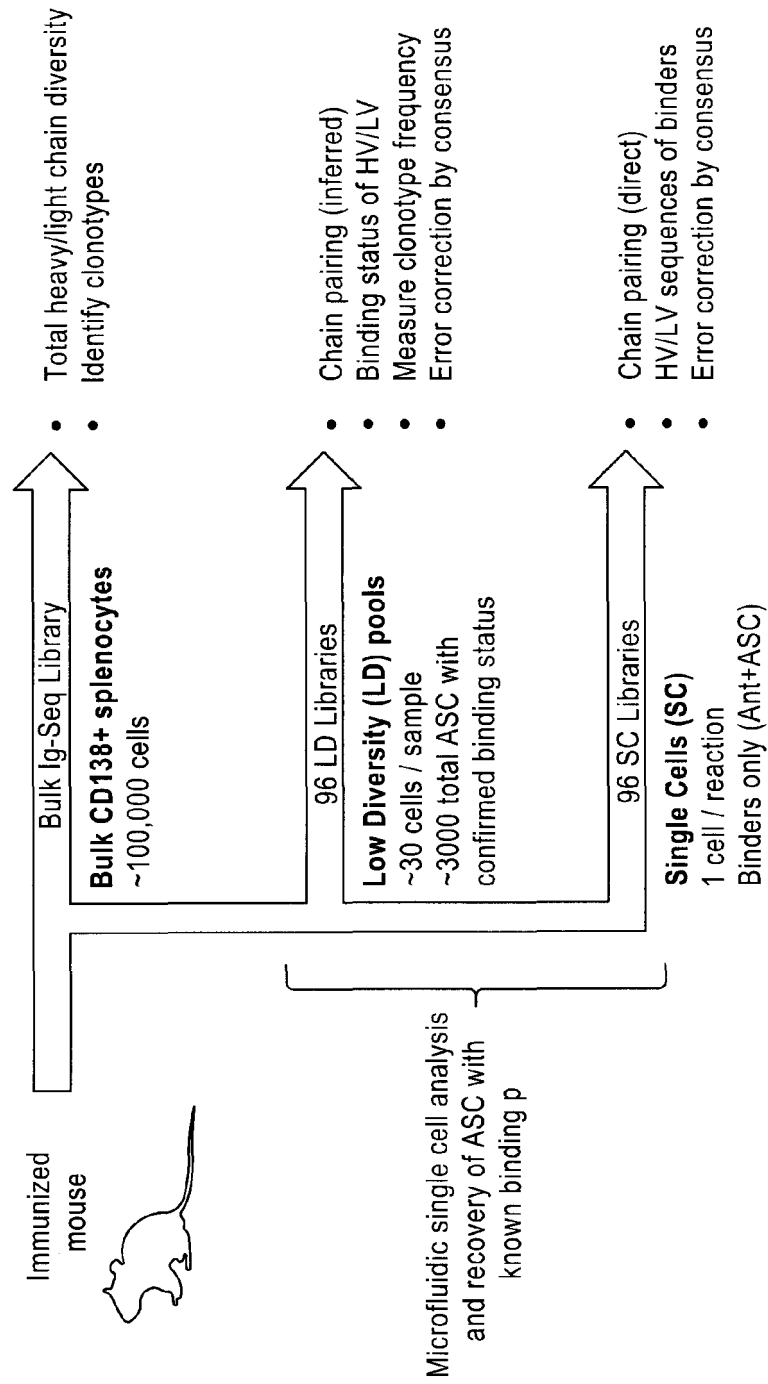 Immunized
mouse
Bulk Ig-Seq Library
Bulk CD138+ splenocytes
~100,000 cells
• Total heavy/light chain diversity
• Identify clonotypes
Microfluidic single cell analysis
and recovery of ASC with
known binding p
96 LD Libraries
Low Diversity (LD) pools
~30 cells / sample
~3000 total ASC with
confirmed binding status
• Chain pairing (inferred)
• Binding status of HV/LV
• Measure clonotype frequency
• Error correction by consensus
96 SC Libraries
Single Cells (SC)
1 cell / reaction
Binders only (Ant+ASC)
• Chain pairing (direct)
• HV/LV sequences of binders
• Error correction by consensus